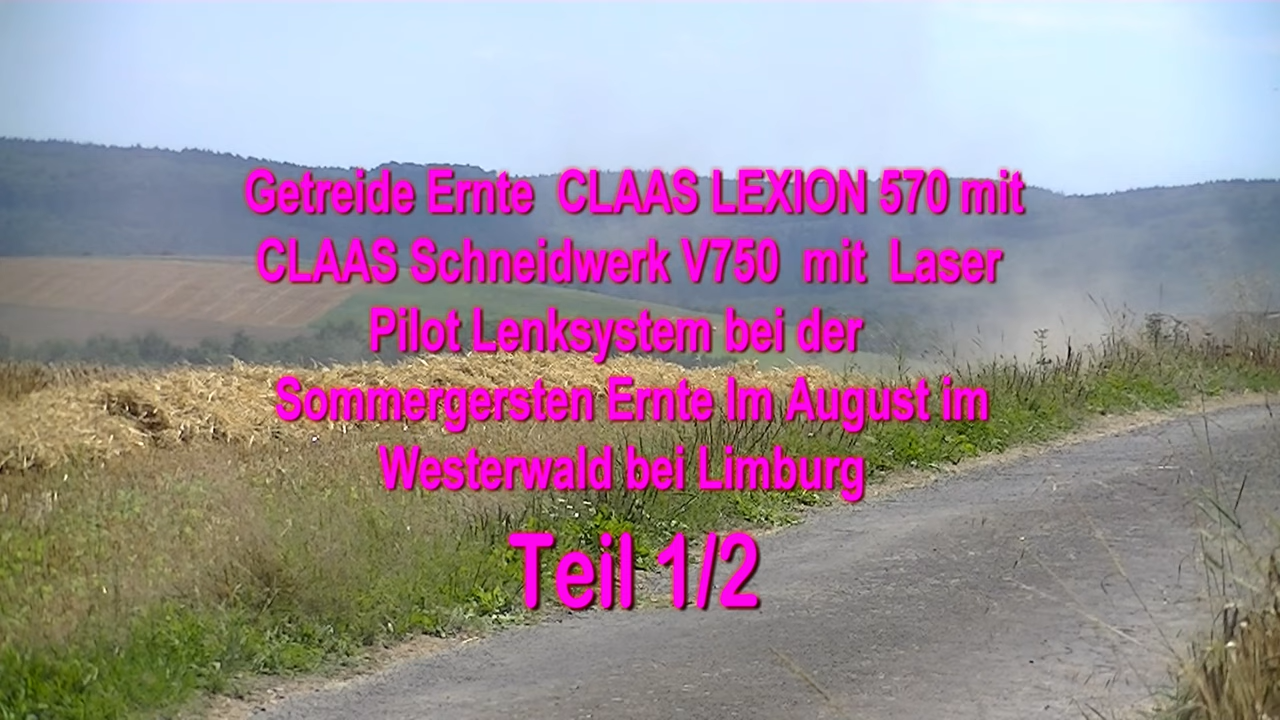 Getreide Ernte CLAAS LEXION 570 mit
CLAAS Schneidwerk V750 mit Laser
Pilot Lenksystem bei der
Sommergersten Ernte Im August im
Westerwald bei Limburg
Teil 1/2